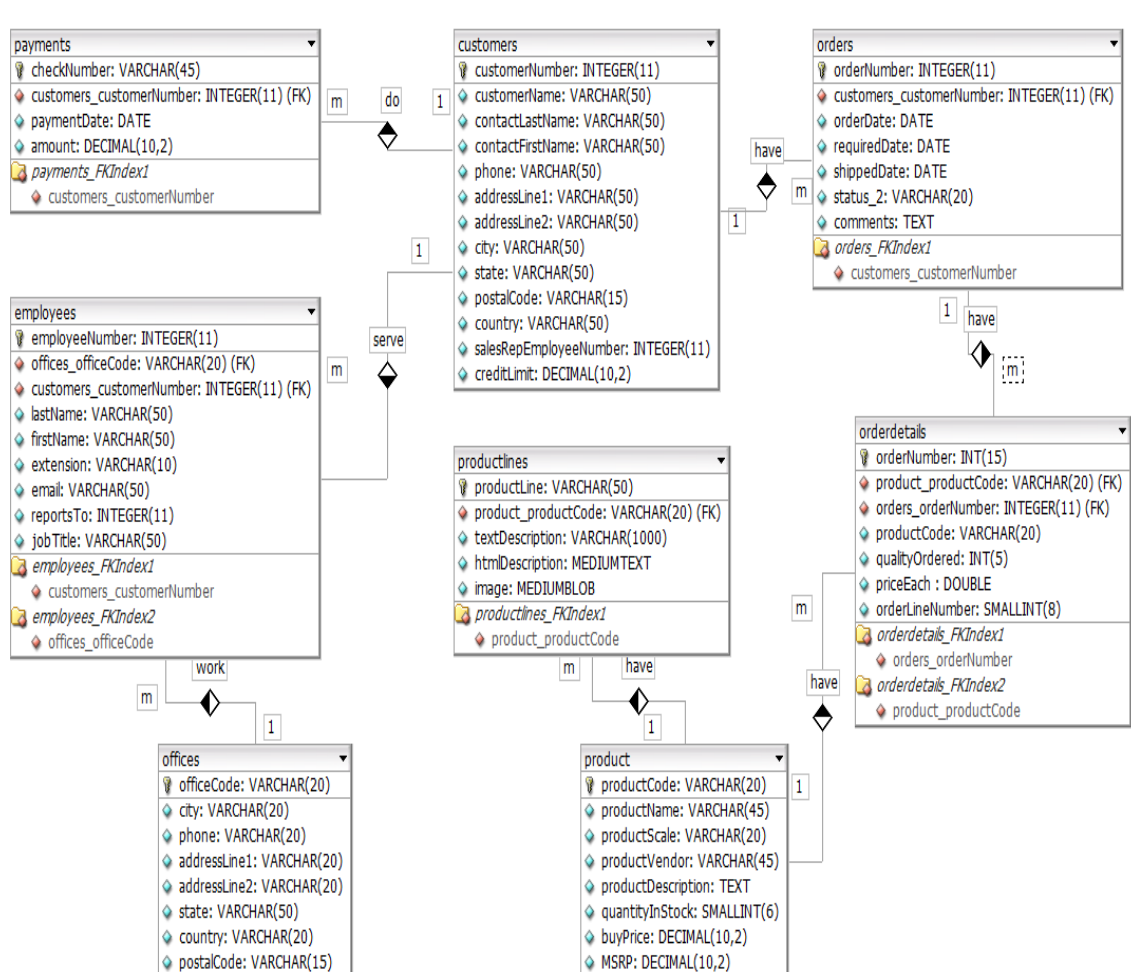 payments
checkNumber: VARCHAR(45)
customers_customerNumber: INTEGER(11) (FK)
paymentDate: DATE
amount: DECIMAL(10,2)
payments_FKIndex1
customers_customerNumber
m
do
1
customers
customerNumber: INTEGER(11)
customerName: VARCHAR(50)
contactLastName: VARCHAR(50)
contactFirstName: VARCHAR(50)
phone: VARCHAR(50)
addressLine1: VARCHAR(50)
addressLine2: VARCHAR(50)
city: VARCHAR(50)
state: VARCHAR(50)
postalCode: VARCHAR(15)
country: VARCHAR(50)
salesRepEmployeeNumber: INTEGER(11)
creditLimit: DECIMAL(10,2)
have
m
1
orders
orderNumber: INTEGER(11)
customers_customerNumber: INTEGER(11) (FK)
orderDate: DATE
requiredDate: DATE
shippedDate: DATE
status_2: VARCHAR(20)
comments: TEXT
orders_FKIndex1
customers_customerNumber
1
have
m
employees
employeeNumber: INTEGER(11)
offices_officeCode: VARCHAR(20) (FK)
customers_customerNumber: INTEGER(11) (FK)
lastName: VARCHAR(50)
firstName: VARCHAR(50)
extension: VARCHAR(10)
email: VARCHAR(50)
reportsTo: INTEGER(11)
jobTitle: VARCHAR(50)
employees_FKIndex1
customers_customerNumber
employees_FKIndex2
offices_officeCode
1
serve
m
productlines
productLine: VARCHAR(50)
product_productCode: VARCHAR(20) (FK)
textDescription: VARCHAR(1000)
htmlDescription: MEDIUMTEXT
image: MEDIUMBLOB
productlines_FKIndex1
product_productCode
orderdetails
orderNumber: INT(15)
product_productCode: VARCHAR(20) (FK)
orders_orderNumber: INTEGER(11) (FK)
productCode: VARCHAR(20)
qualityOrdered: INT(5)
priceEach : DOUBLE
orderLineNumber: SMALLINT(8)
orderdetails_FKIndex1
orders_orderNumber
orderdetails_FKIndex2
product_productCode
m
have
1
work
m
1
m
have
1
offices
officeCode: VARCHAR(20)
city: VARCHAR(20)
phone: VARCHAR(20)
addressLine1: VARCHAR(20)
addressLine2: VARCHAR(20)
state: VARCHAR(50)
country: VARCHAR(20)
postalCode: VARCHAR(15)
product
productCode: VARCHAR(20)
productName: VARCHAR(45)
productScale: VARCHAR(20)
productVendor: VARCHAR(45)
productDescription: TEXT
quantityInStock: SMALLINT(6)
buyPrice: DECIMAL(10,2)
MSRP: DECIMAL(10,2)